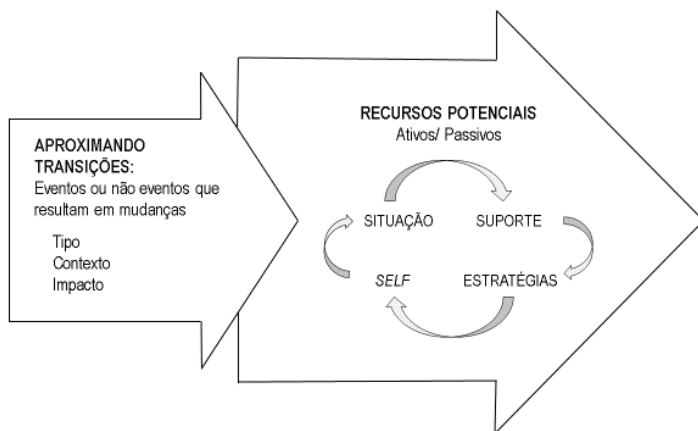 APROXIMANDO
TRANSIÇÕES:
Eventos ou não eventos que
resultam em mudanças
Tipo
Contexto
Impacto
RECURSOS POTENCIAIS
Ativos/ Passivos
SITUAÇÃO
SUPORTE
SELF
ESTRATÉGIAS